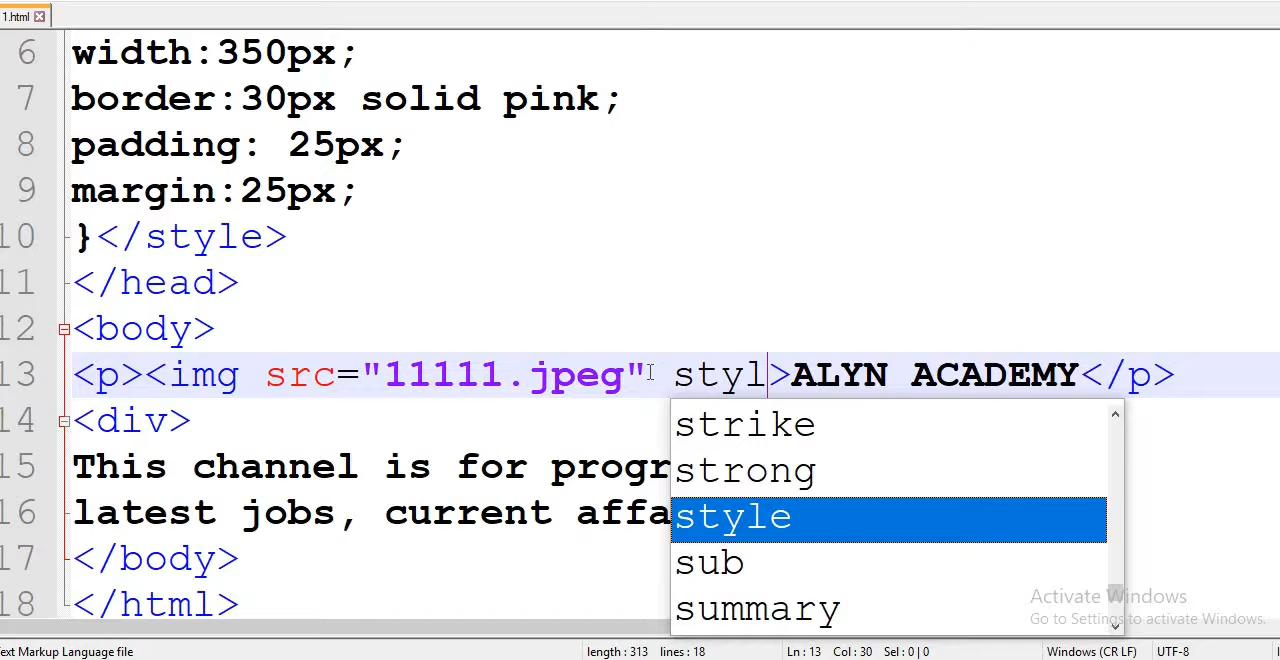 1.html
6 width:350px;
7 border:30px solid pink;
8 padding: 25px;
9 margin:25px;
10 }</style>
11 </head>
12 <body>
13 <p><img src="11111.jpeg" styl>ALYN ACADEMY</p>
14 <div>
15 This channel is for progr
16 latest jobs, current affa
17 </body>
18 </html>
strike
strong
style
sub
summary
Activate Windows
Go to Settings to activate Windows.
ext Markup Language file length : 313 lines : 18 Ln : 13 Col : 30 Sel : 0 | 0 Windows (CR LF) UTF-8